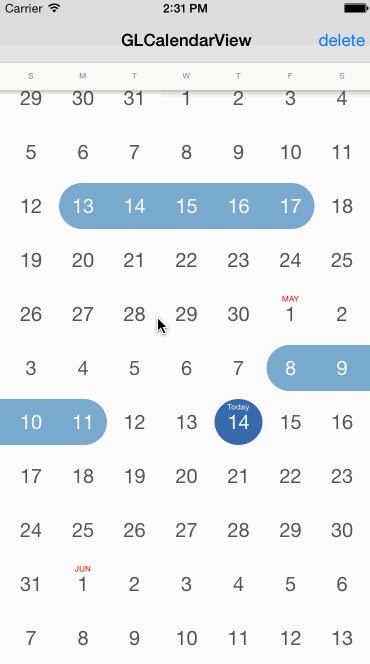 Carrier 2:31 PM
GLCalendarView delete
S M T W T F S
29 30 31 1 2 3 4
5 6 7 8 9 10 11
12 13 14 15 16 17 18
19 20 21 22 23 24 25
MAY
26 27 28 29 30 1 2
3 4 5 6 7 8 9
Today
10 11 12 13 14 15 16
17 18 19 20 21 22 23
24 25 26 27 28 29 30
JUN
31 1 2 3 4 5 6
7 8 9 10 11 12 13